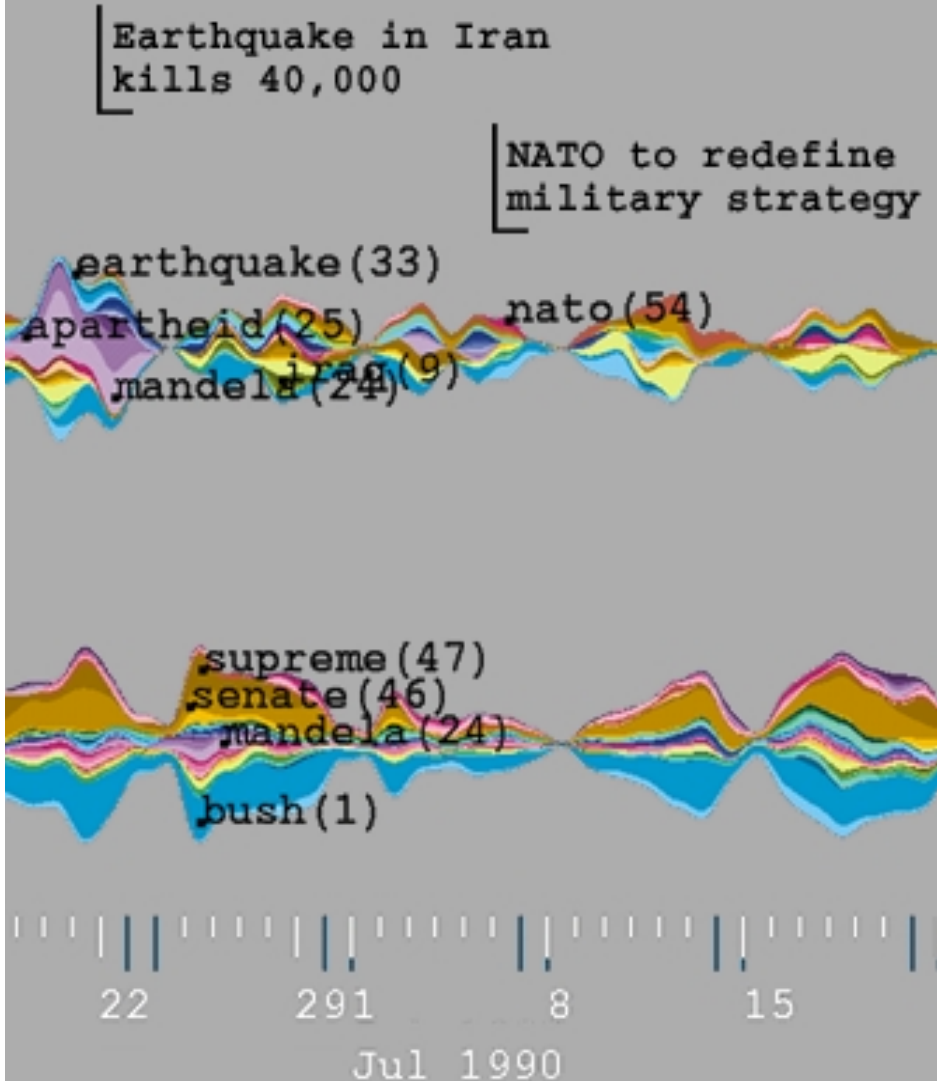 Earthquake in Iran
kills 40,000
NATO to redefine
military strategy
earthquake(33)
nato(54)
apartheid(25)
iraq(9)
mandela(24)
supreme(47)
senate(46)
mandela(24)
bush(1)
22 291 8 15
Jul 1990